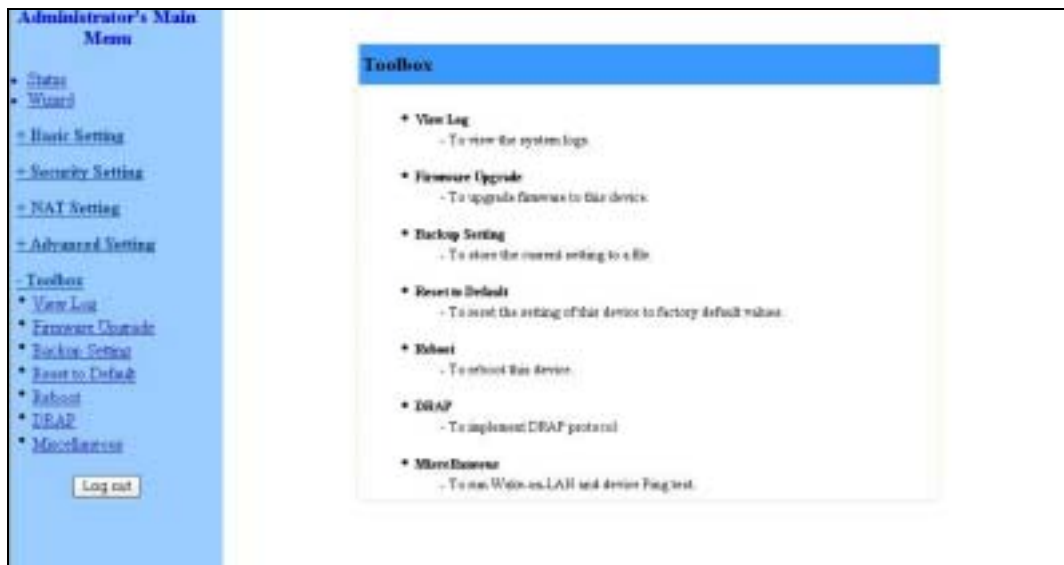 Administrator's Main
Menu
• Status
• Wizard
+ Basic Setting
+ Security Setting
+ NAT Setting
+ Advanced Setting
- Toolbox
• View Log
• Firmware Upgrade
• Backup Setting
• Reset to Default
• Reboot
• DRAP
• Miscellaneous
Log out
Toolbox
• View Log
- To view the system logs.
• Firmware Upgrade
- To upgrade firmware to this device.
• Backup Setting
- To store the current setting to a file.
• Reset to Default
- To reset the setting of this device to factory default values.
• Reboot
- To reboot this device.
• DRAP
- To implement DRAP protocol
• Miscellaneous
- To run Wake-on-LAN and device Ping test.